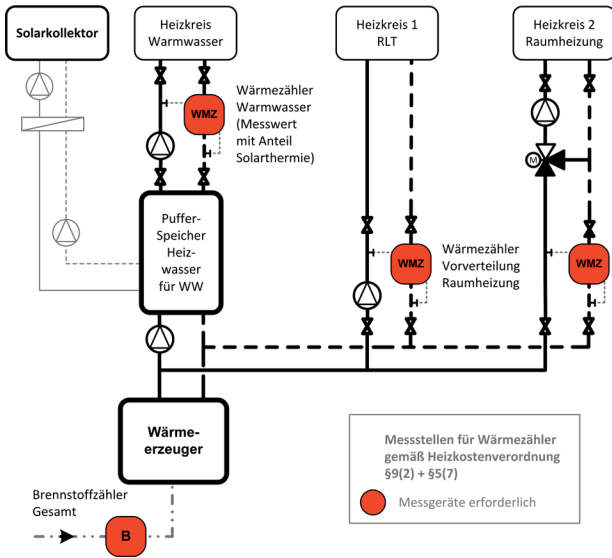 Solarkollektor
Heizkreis
Warmwasser
Heizkreis 1
RLT
Heizkreis 2
Raumheizung
Wärmezähler
Warmwasser
(Messwert
mit Anteil
Solarthermie)
WMZ
M
Puffer-
Speicher
Heiz-
wasser
für WW
WMZ
Wärmezähler
Vorverteilung
Raumheizung
WMZ
Wärme-
erzeuger
Brennstoffzähler
Gesamt
B
Messstellen für Wärmezähler
gemäß Heizkostenverordnung
§9(2) + §5(7)
Messgeräte erforderlich